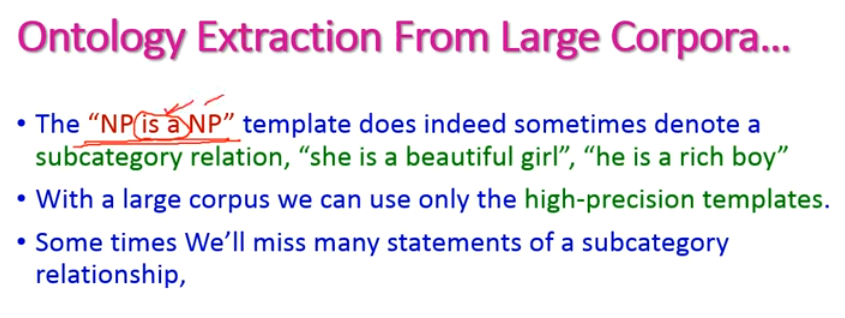 Ontology Extraction From Large Corpora...
• The “NP is a NP” template does indeed sometimes denote a
subcategory relation, “she is a beautiful girl”, “he is a rich boy”
• With a large corpus we can use only the high-precision templates.
• Some times We’ll miss many statements of a subcategory
relationship,